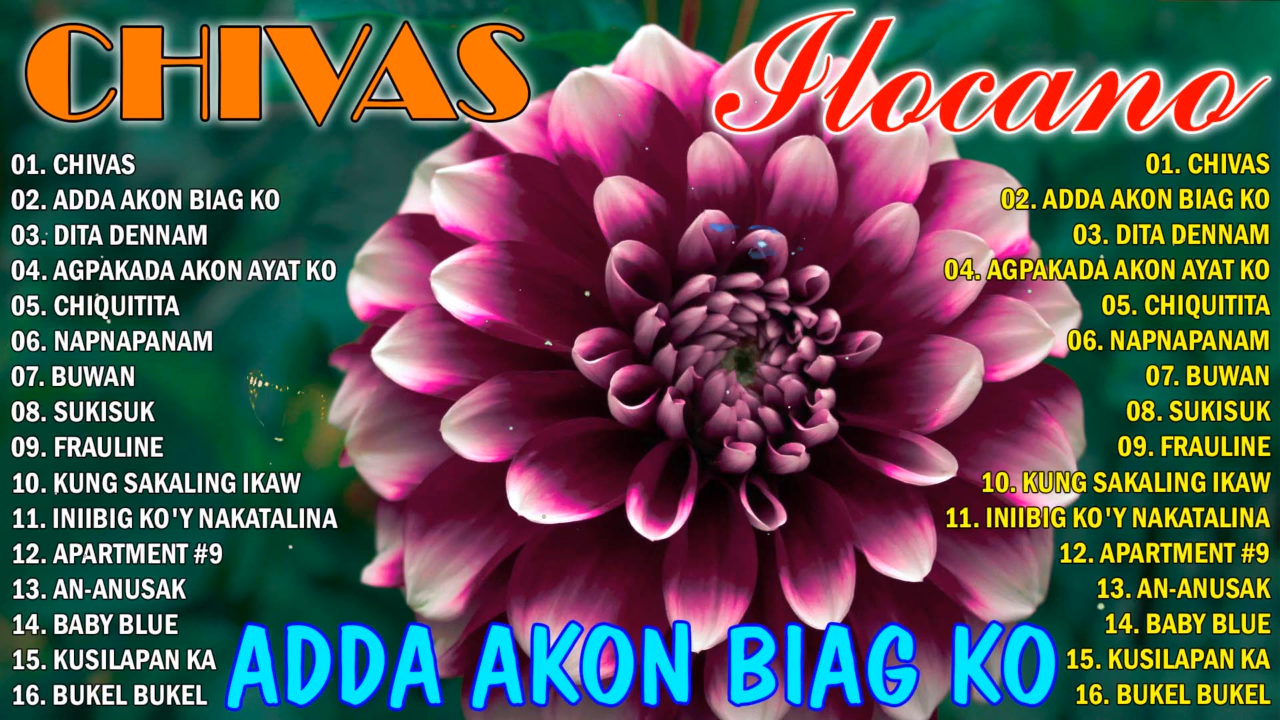 CHIVAS
Ilocano
01. CHIVAS
02. ADDA AKON BIAG KO
03. DITA DENNAM
04. AGPAKADA AKON AYAT KO
05. CHIQUITITA
06. NAPNAPANAM
07. BUWAN
08. SUKISUK
09. FRAULINE
10. KUNG SAKALING IKAW
11. INIIBIG KO'Y NAKATALINA
12. APARTMENT #9
13. AN-ANUSAK
14. BABY BLUE
15. KUSILAPAN KA
16. BUKEL BUKEL
01. CHIVAS
02. ADDA AKON BIAG KO
03. DITA DENNAM
04. AGPAKADA AKON AYAT KO
05. CHIQUITITA
06. NAPNAPANAM
07. BUWAN
08. SUKISUK
09. FRAULINE
10. KUNG SAKALING IKAW
11. INIIBIG KO'Y NAKATALINA
12. APARTMENT #9
13. AN-ANUSAK
14. BABY BLUE
15. KUSILAPAN KA
16. BUKEL BUKEL
ADDA AKON BIAG KO